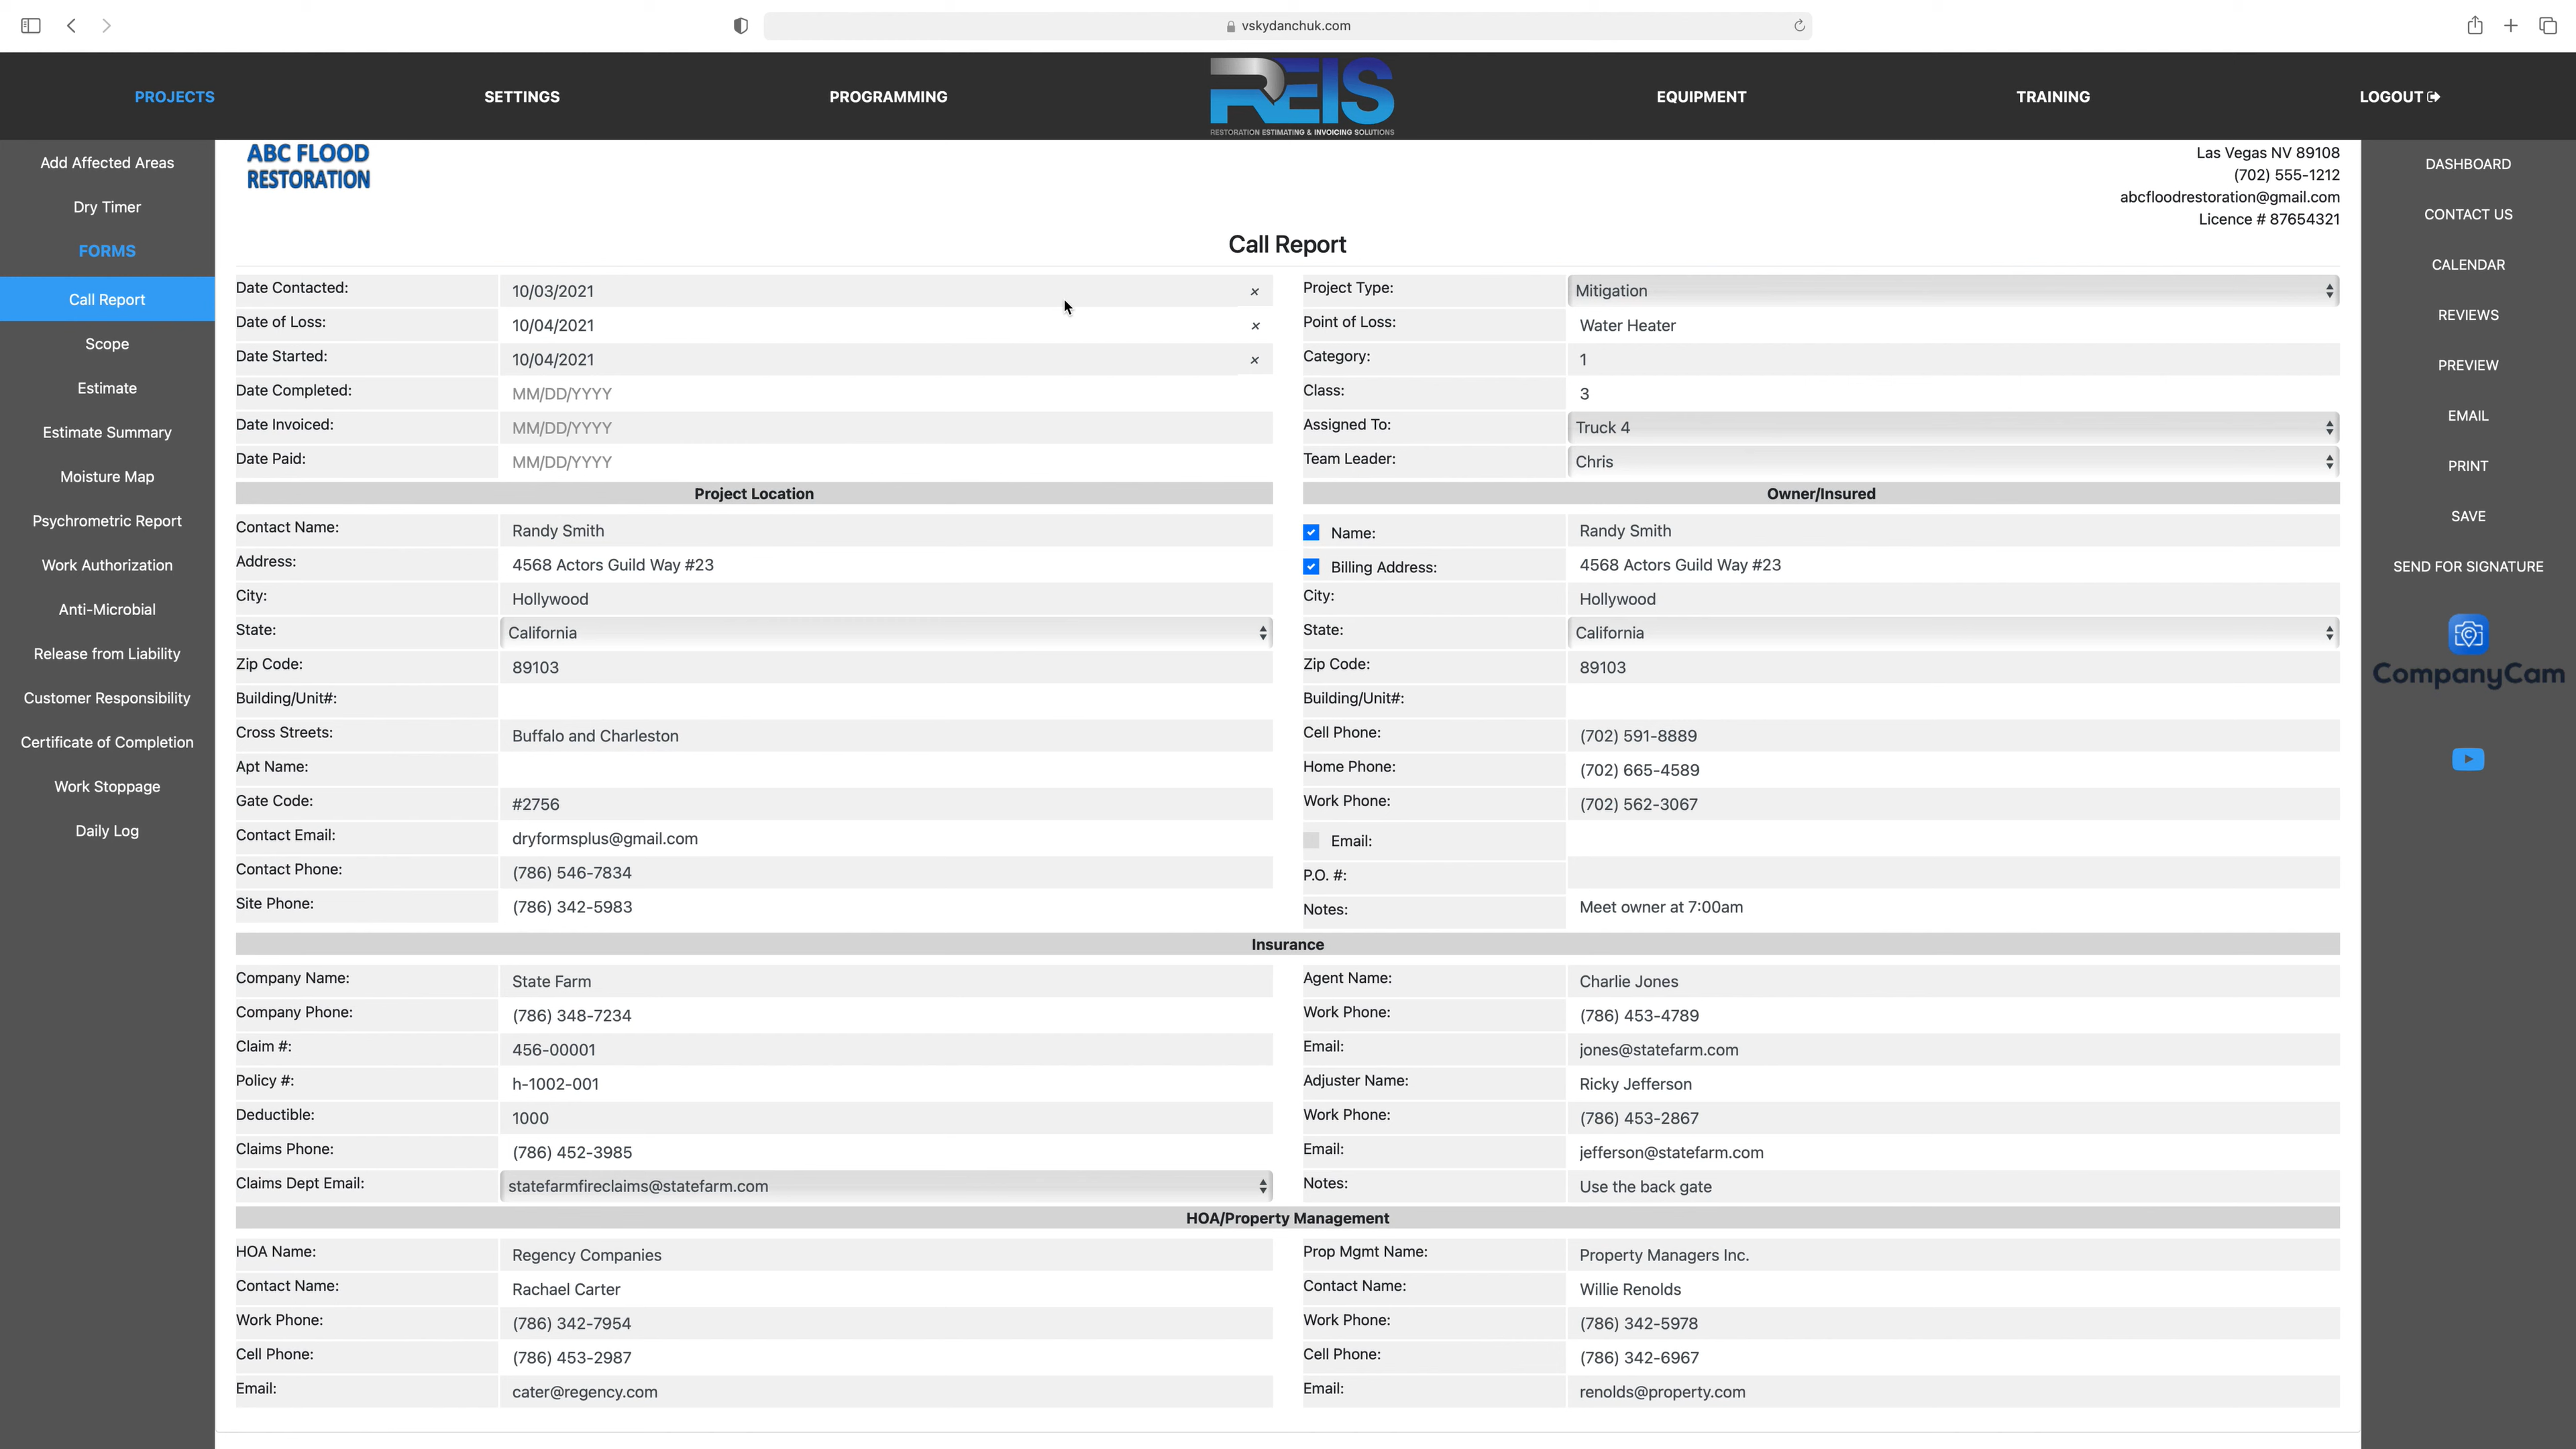 vskydanchuk.com
PROJECTS SETTINGS PROGRAMMING REIS EQUIPMENT TRAINING LOGOUT
RESTORATION ESTIMATING & INVOICING SOLUTIONS
Add Affected Areas
Dry Timer
FORMS
Call Report
Scope
Estimate
Estimate Summary
Moisture Map
Psychrometric Report
Work Authorization
Anti-Microbial
Release from Liability
Customer Responsibility
Certificate of Completion
Work Stoppage
Daily Log
ABC FLOOD
RESTORATION
Las Vegas NV 89108
(702) 555-1212
abcfloodrestoration@gmail.com
Licence # 87654321
Call Report
Date Contacted: 10/03/2021 ×
Date of Loss: 10/04/2021 ×
Date Started: 10/04/2021 ×
Date Completed: MM/DD/YYYY
Date Invoiced: MM/DD/YYYY
Date Paid: MM/DD/YYYY
Project Type: Mitigation
Point of Loss: Water Heater
Category: 1
Class: 3
Assigned To: Truck 4
Team Leader: Chris
Project Location
Contact Name: Randy Smith
Address: 4568 Actors Guild Way #23
City: Hollywood
State: California
Zip Code: 89103
Building/Unit#:
Cross Streets: Buffalo and Charleston
Apt Name:
Gate Code: #2756
Contact Email: dryformsplus@gmail.com
Contact Phone: (786) 546-7834
Site Phone: (786) 342-5983
Owner/Insured
Name: Randy Smith
Billing Address: 4568 Actors Guild Way #23
City: Hollywood
State: California
Zip Code: 89103
Building/Unit#:
Cell Phone: (702) 591-8889
Home Phone: (702) 665-4589
Work Phone: (702) 562-3067
Email:
P.O. #:
Notes: Meet owner at 7:00am
Insurance
Company Name: State Farm
Company Phone: (786) 348-7234
Claim #: 456-00001
Policy #: h-1002-001
Deductible: 1000
Claims Phone: (786) 452-3985
Claims Dept Email: statefarmfireclaims@statefarm.com
Agent Name: Charlie Jones
Work Phone: (786) 453-4789
Email: jones@statefarm.com
Adjuster Name: Ricky Jefferson
Work Phone: (786) 453-2867
Email: jefferson@statefarm.com
Notes: Use the back gate
HOA/Property Management
HOA Name: Regency Companies
Contact Name: Rachael Carter
Work Phone: (786) 342-7954
Cell Phone: (786) 453-2987
Email: cater@regency.com
Prop Mgmt Name: Property Managers Inc.
Contact Name: Willie Renolds
Work Phone: (786) 342-5978
Cell Phone: (786) 342-6967
Email: renolds@property.com
DASHBOARD
CONTACT US
CALENDAR
REVIEWS
PREVIEW
EMAIL
PRINT
SAVE
SEND FOR SIGNATURE
CompanyCam